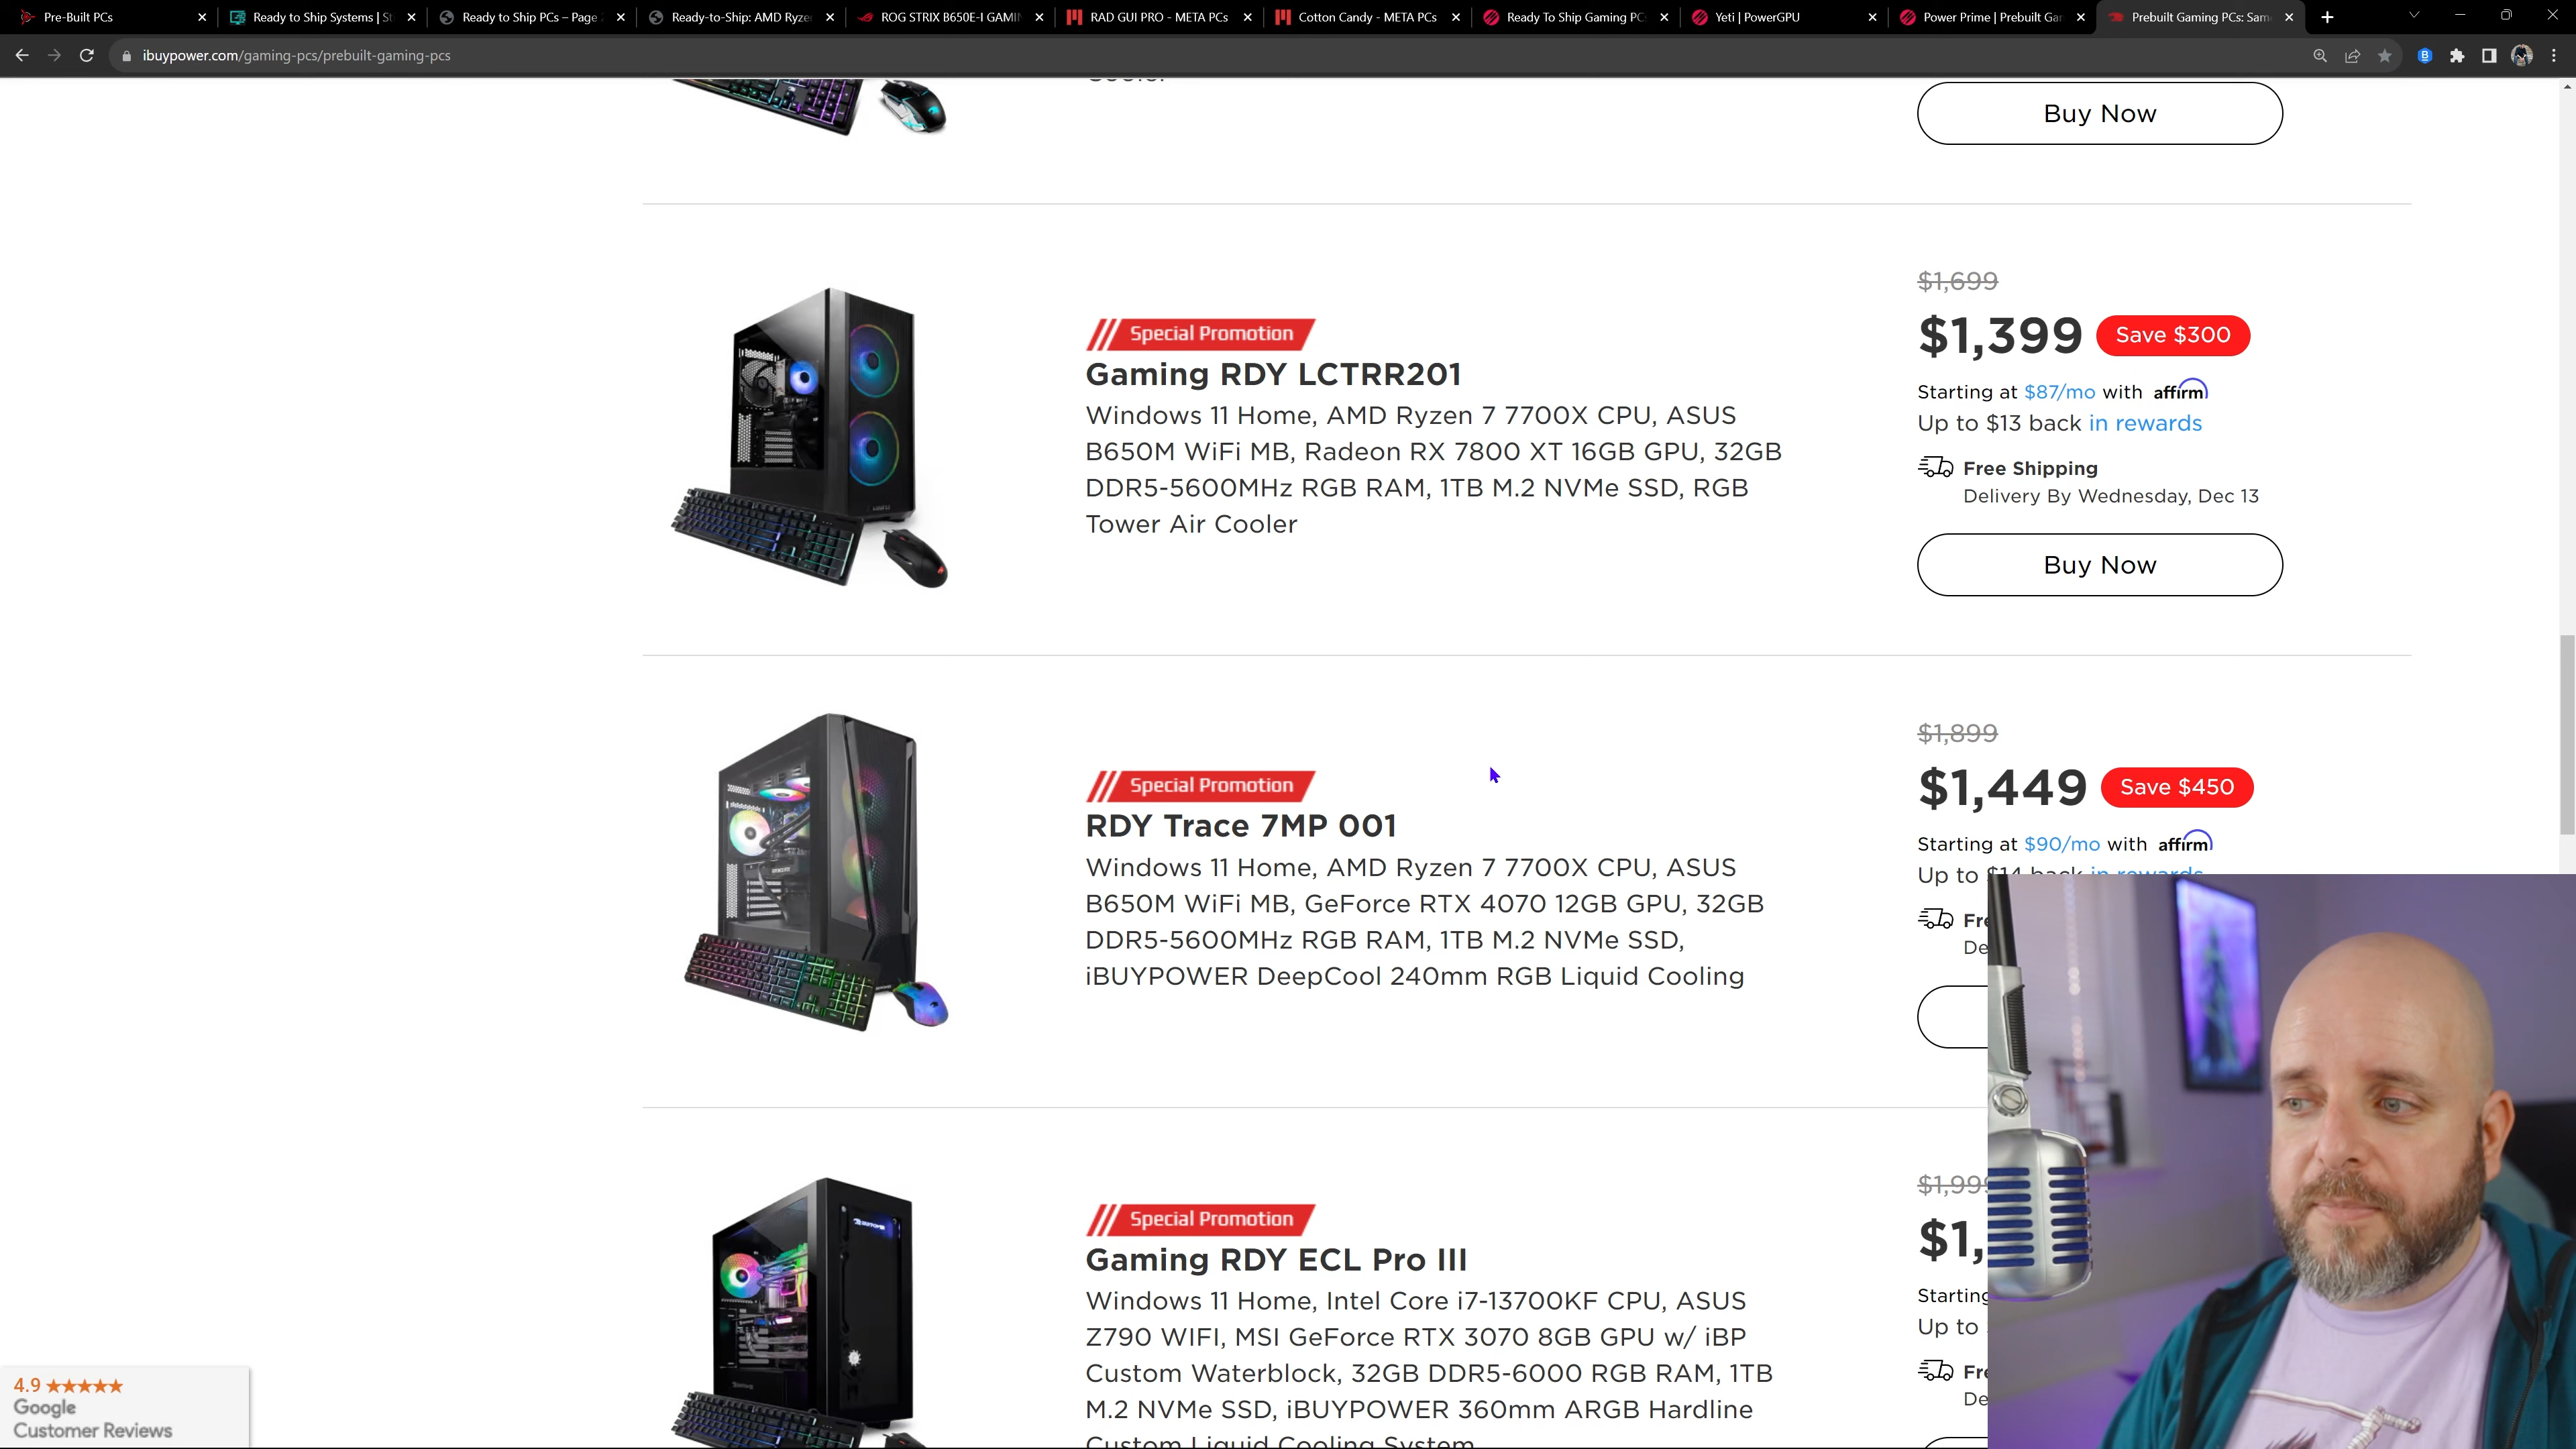 Pre-Built PCs
Ready to Ship Systems | St
Ready to Ship PCs – Page
Ready-to-Ship: AMD Ryze
ROG STRIX B650E-I GAMI
RAD GUI PRO - META PCs
Cotton Candy - META PCs
Ready To Ship Gaming PC
Yeti | PowerGPU
Power Prime | Prebuilt Gar
Prebuilt Gaming PCs: Sam
ibuypower.com/gaming-pcs/prebuilt-gaming-pcs
Buy Now
Special Promotion
Gaming RDY LCTRR201
Windows 11 Home, AMD Ryzen 7 7700X CPU, ASUS
B650M WiFi MB, Radeon RX 7800 XT 16GB GPU, 32GB
DDR5-5600MHz RGB RAM, 1TB M.2 NVMe SSD, RGB
Tower Air Cooler
$1,699
$1,399 Save $300
Starting at $87/mo with affirm
Up to $13 back in rewards
Free Shipping
Delivery By Wednesday, Dec 13
Buy Now
Special Promotion
RDY Trace 7MP 001
Windows 11 Home, AMD Ryzen 7 7700X CPU, ASUS
B650M WiFi MB, GeForce RTX 4070 12GB GPU, 32GB
DDR5-5600MHz RGB RAM, 1TB M.2 NVMe SSD,
iBUYPOWER DeepCool 240mm RGB Liquid Cooling
$1,899
$1,449 Save $450
Starting at $90/mo with affirm
Up to $14 back in rewards
Fre
De
Special Promotion
Gaming RDY ECL Pro III
Windows 11 Home, Intel Core i7-13700KF CPU, ASUS
Z790 WIFI, MSI GeForce RTX 3070 8GB GPU w/ iBP
Custom Waterblock, 32GB DDR5-6000 RGB RAM, 1TB
M.2 NVMe SSD, iBUYPOWER 360mm ARGB Hardline
Custom Liquid Cooling System
$1,999
$1,
Starting
Up to
Fre
De
4.9 ★★★★★
Google
Customer Reviews